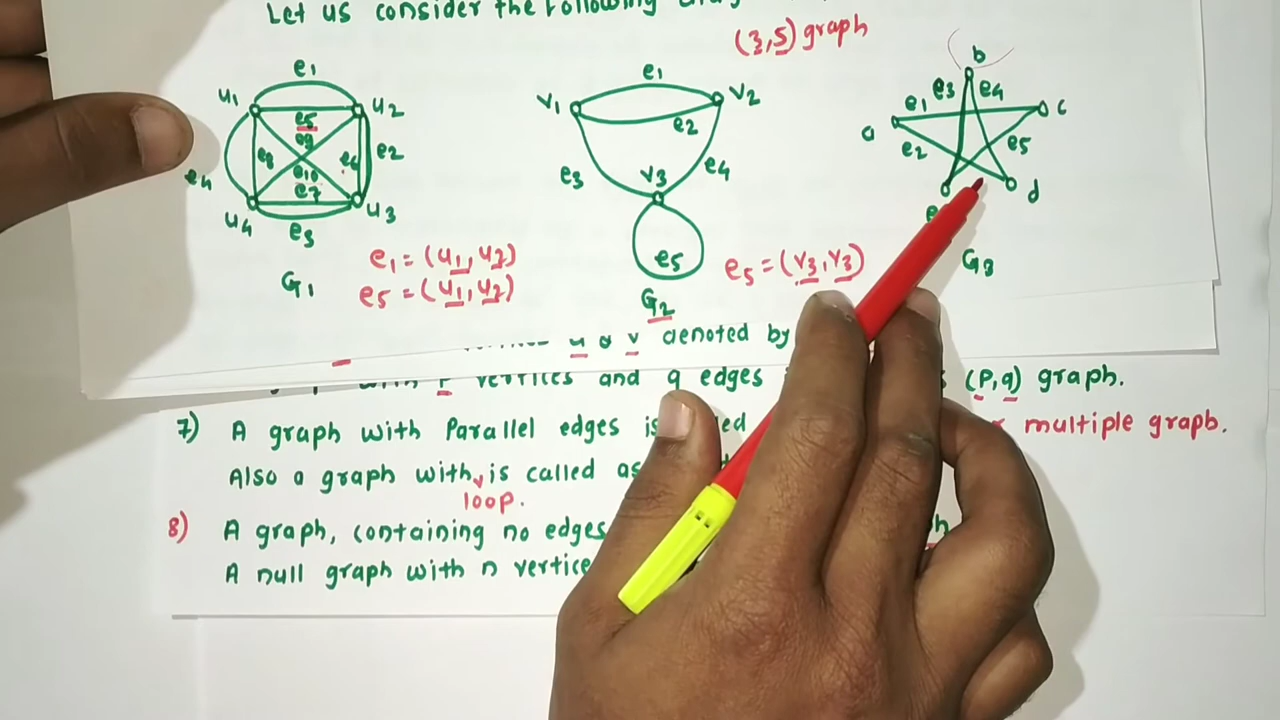 Let us consider the following
(3,5) graph
e1
u1 u2
e5
e9
e4 e8 e6 e2
e10
e7
u4 u3
e3
G1
e1 = (u1, u2)
e5 = (u1, u2)
e1
v1 v2
e2
e3 v3 e4
e5
G2
e5 = (v3, v3)
b
e3 e4
e1 c
a
e2 e5
d
e
G3
u & v denoted by
with P vertices and q edges (P,q) graph.
7) A graph with Parallel edges is multiple graph.
Also a graph with is called as
loop.
8) A graph, containing no edges
A null graph with n